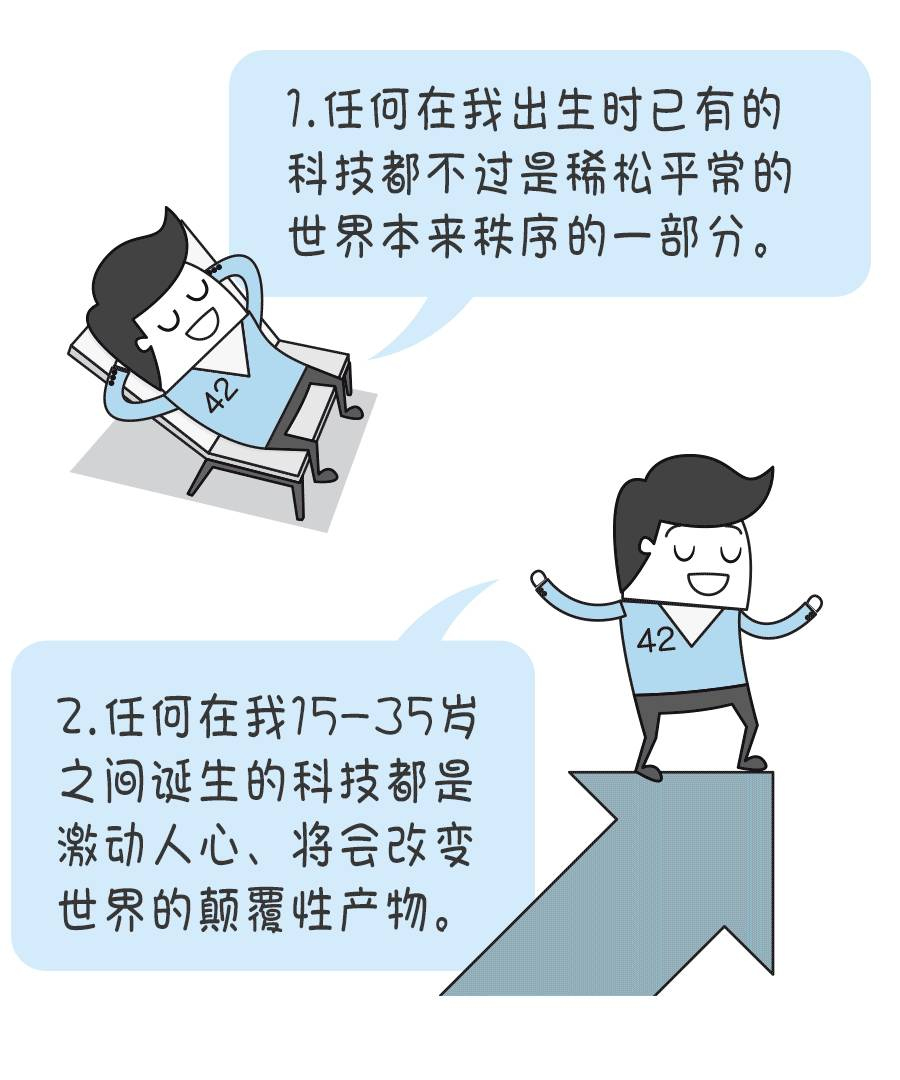 1.任何在我出生时已有的
科技都不过是稀松平常的
世界本来秩序的一部分。
42
42
2.任何在我15-35岁
之间诞生的科技都是
激动人心、将会改变
世界的颠覆性产物。